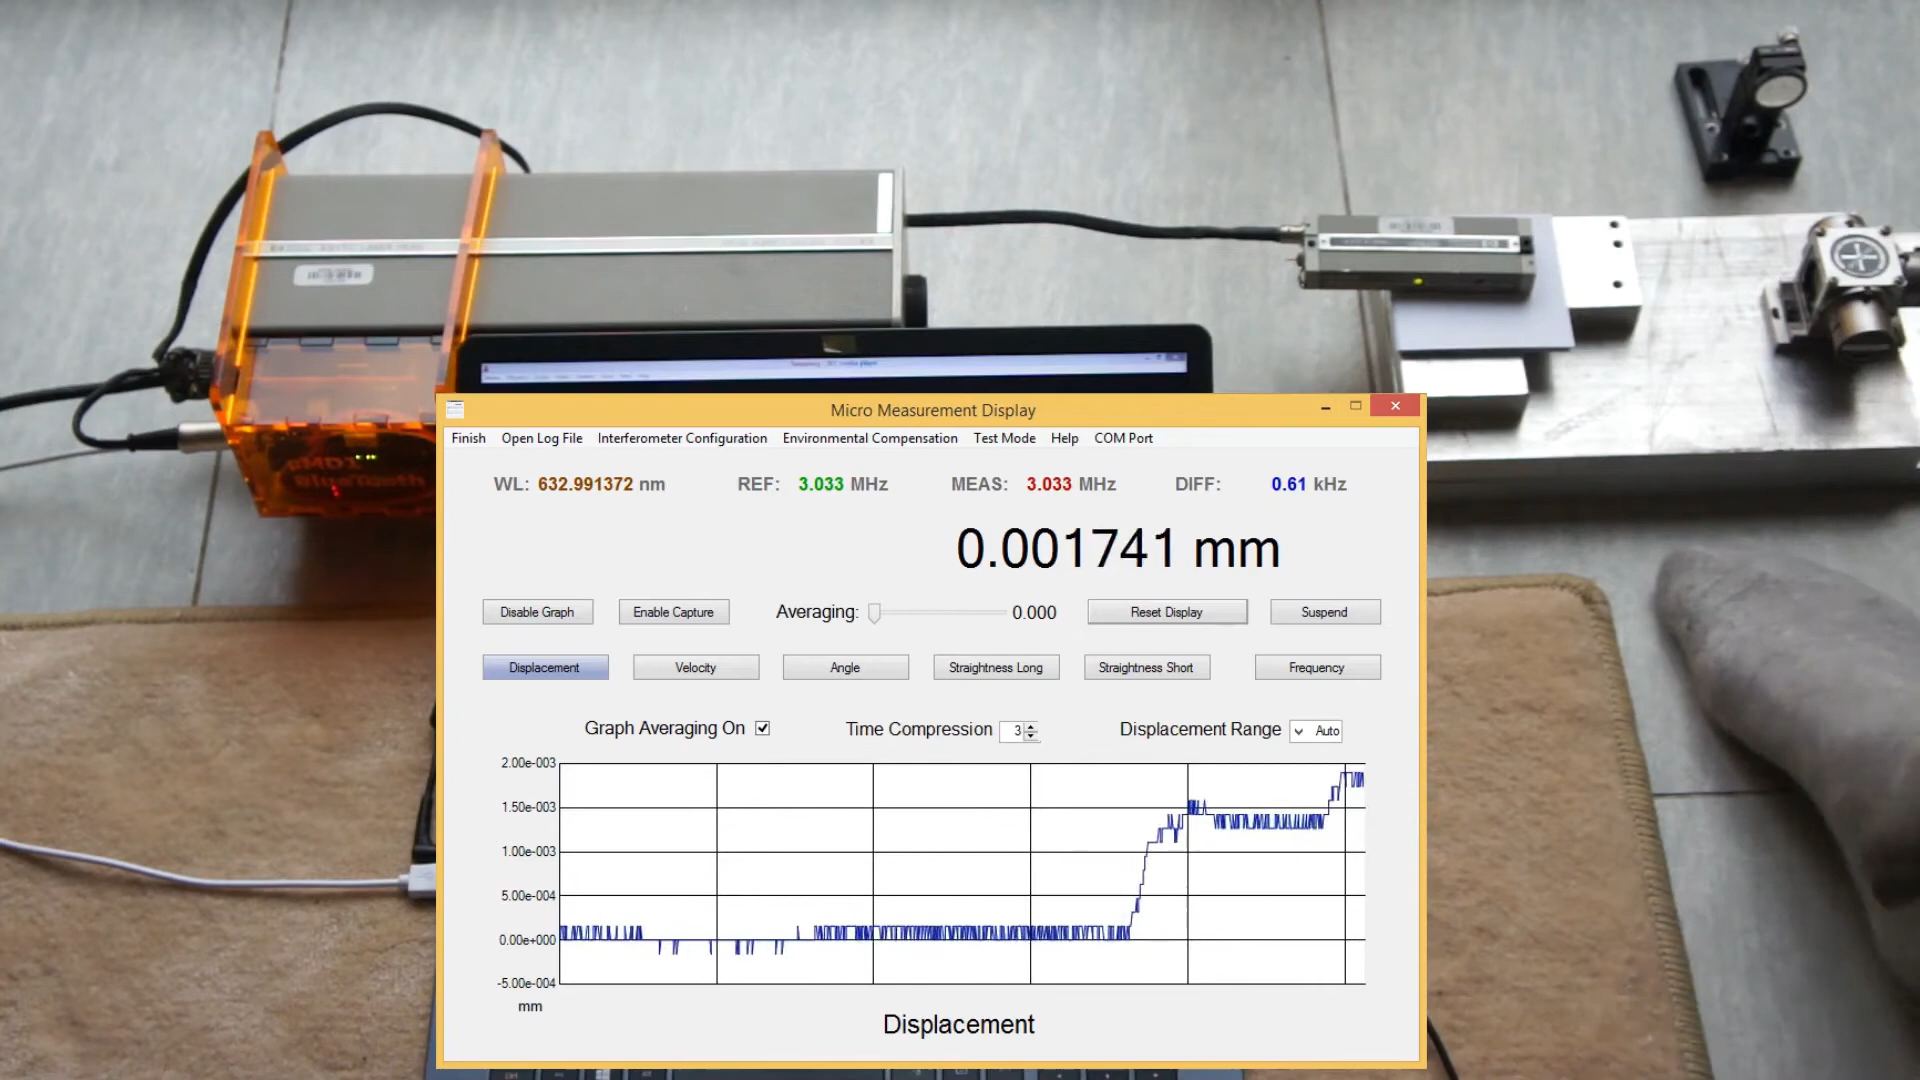 Micro Measurement Display
Finish Open Log File Interferometer Configuration Environmental Compensation Test Mode Help COM Port
WL: 632.991372 nm REF: 3.033 MHz MEAS: 3.033 MHz DIFF: 0.61 kHz
0.001741 mm
Disable Graph Enable Capture Averaging: 0.000 Reset Display Suspend
Displacement Velocity Angle Straightness Long Straightness Short Frequency
Graph Averaging On Time Compression 3 Displacement Range Auto
2.00e-003
1.50e-003
1.00e-003
5.00e-004
0.00e+000
-5.00e-004
mm
Displacement
µMD1
BlueTooth